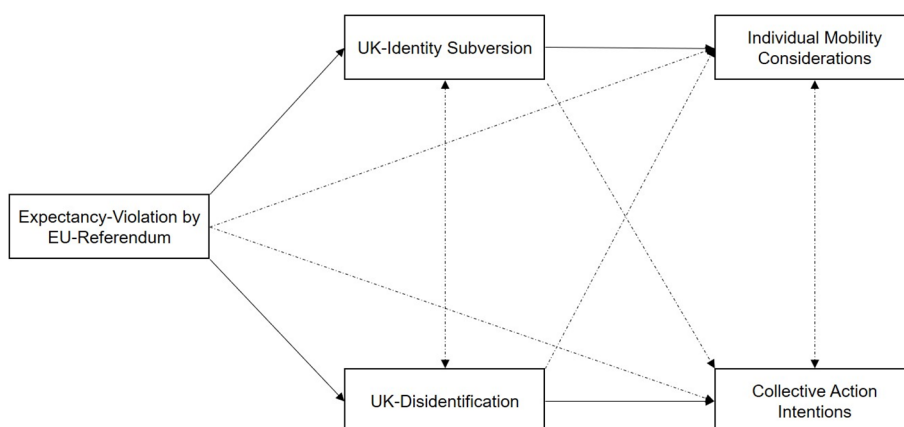 UK-Identity Subversion
Individual Mobility
Considerations
Expectancy-Violation by
EU-Referendum
UK-Disidentification
Collective Action
Intentions